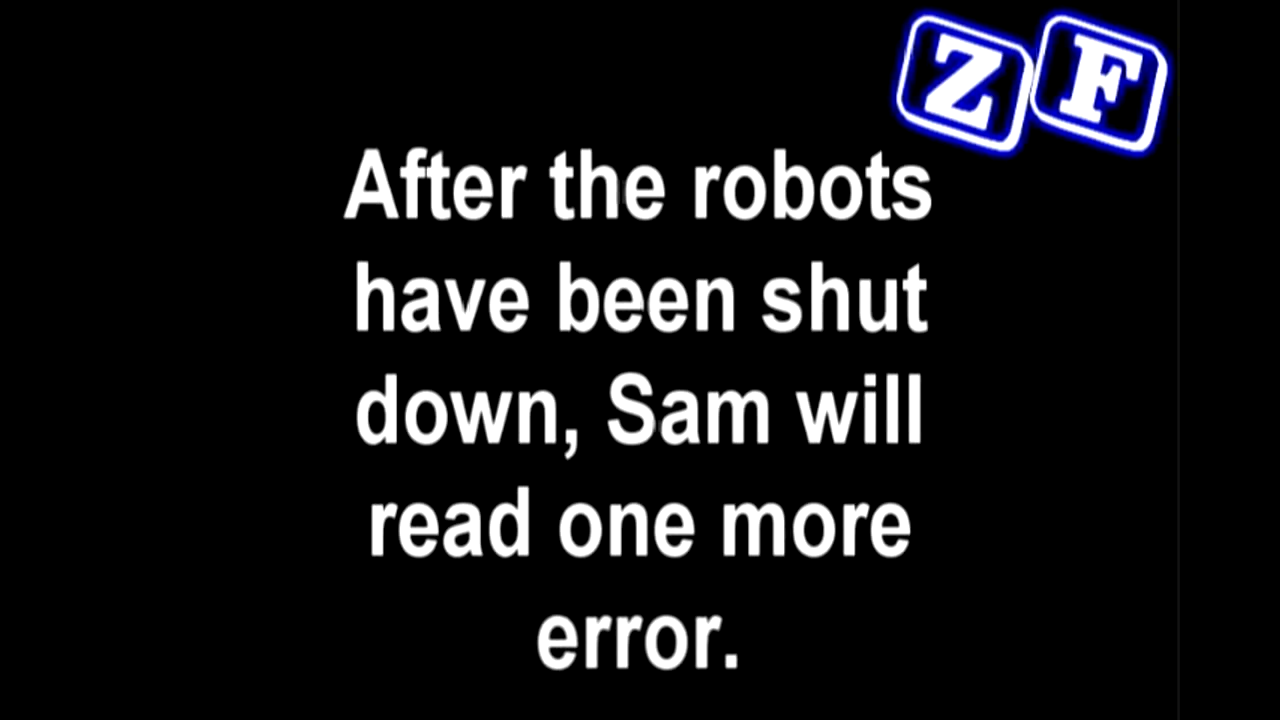 Z F
After the robots
have been shut
down, Sam will
read one more
error.